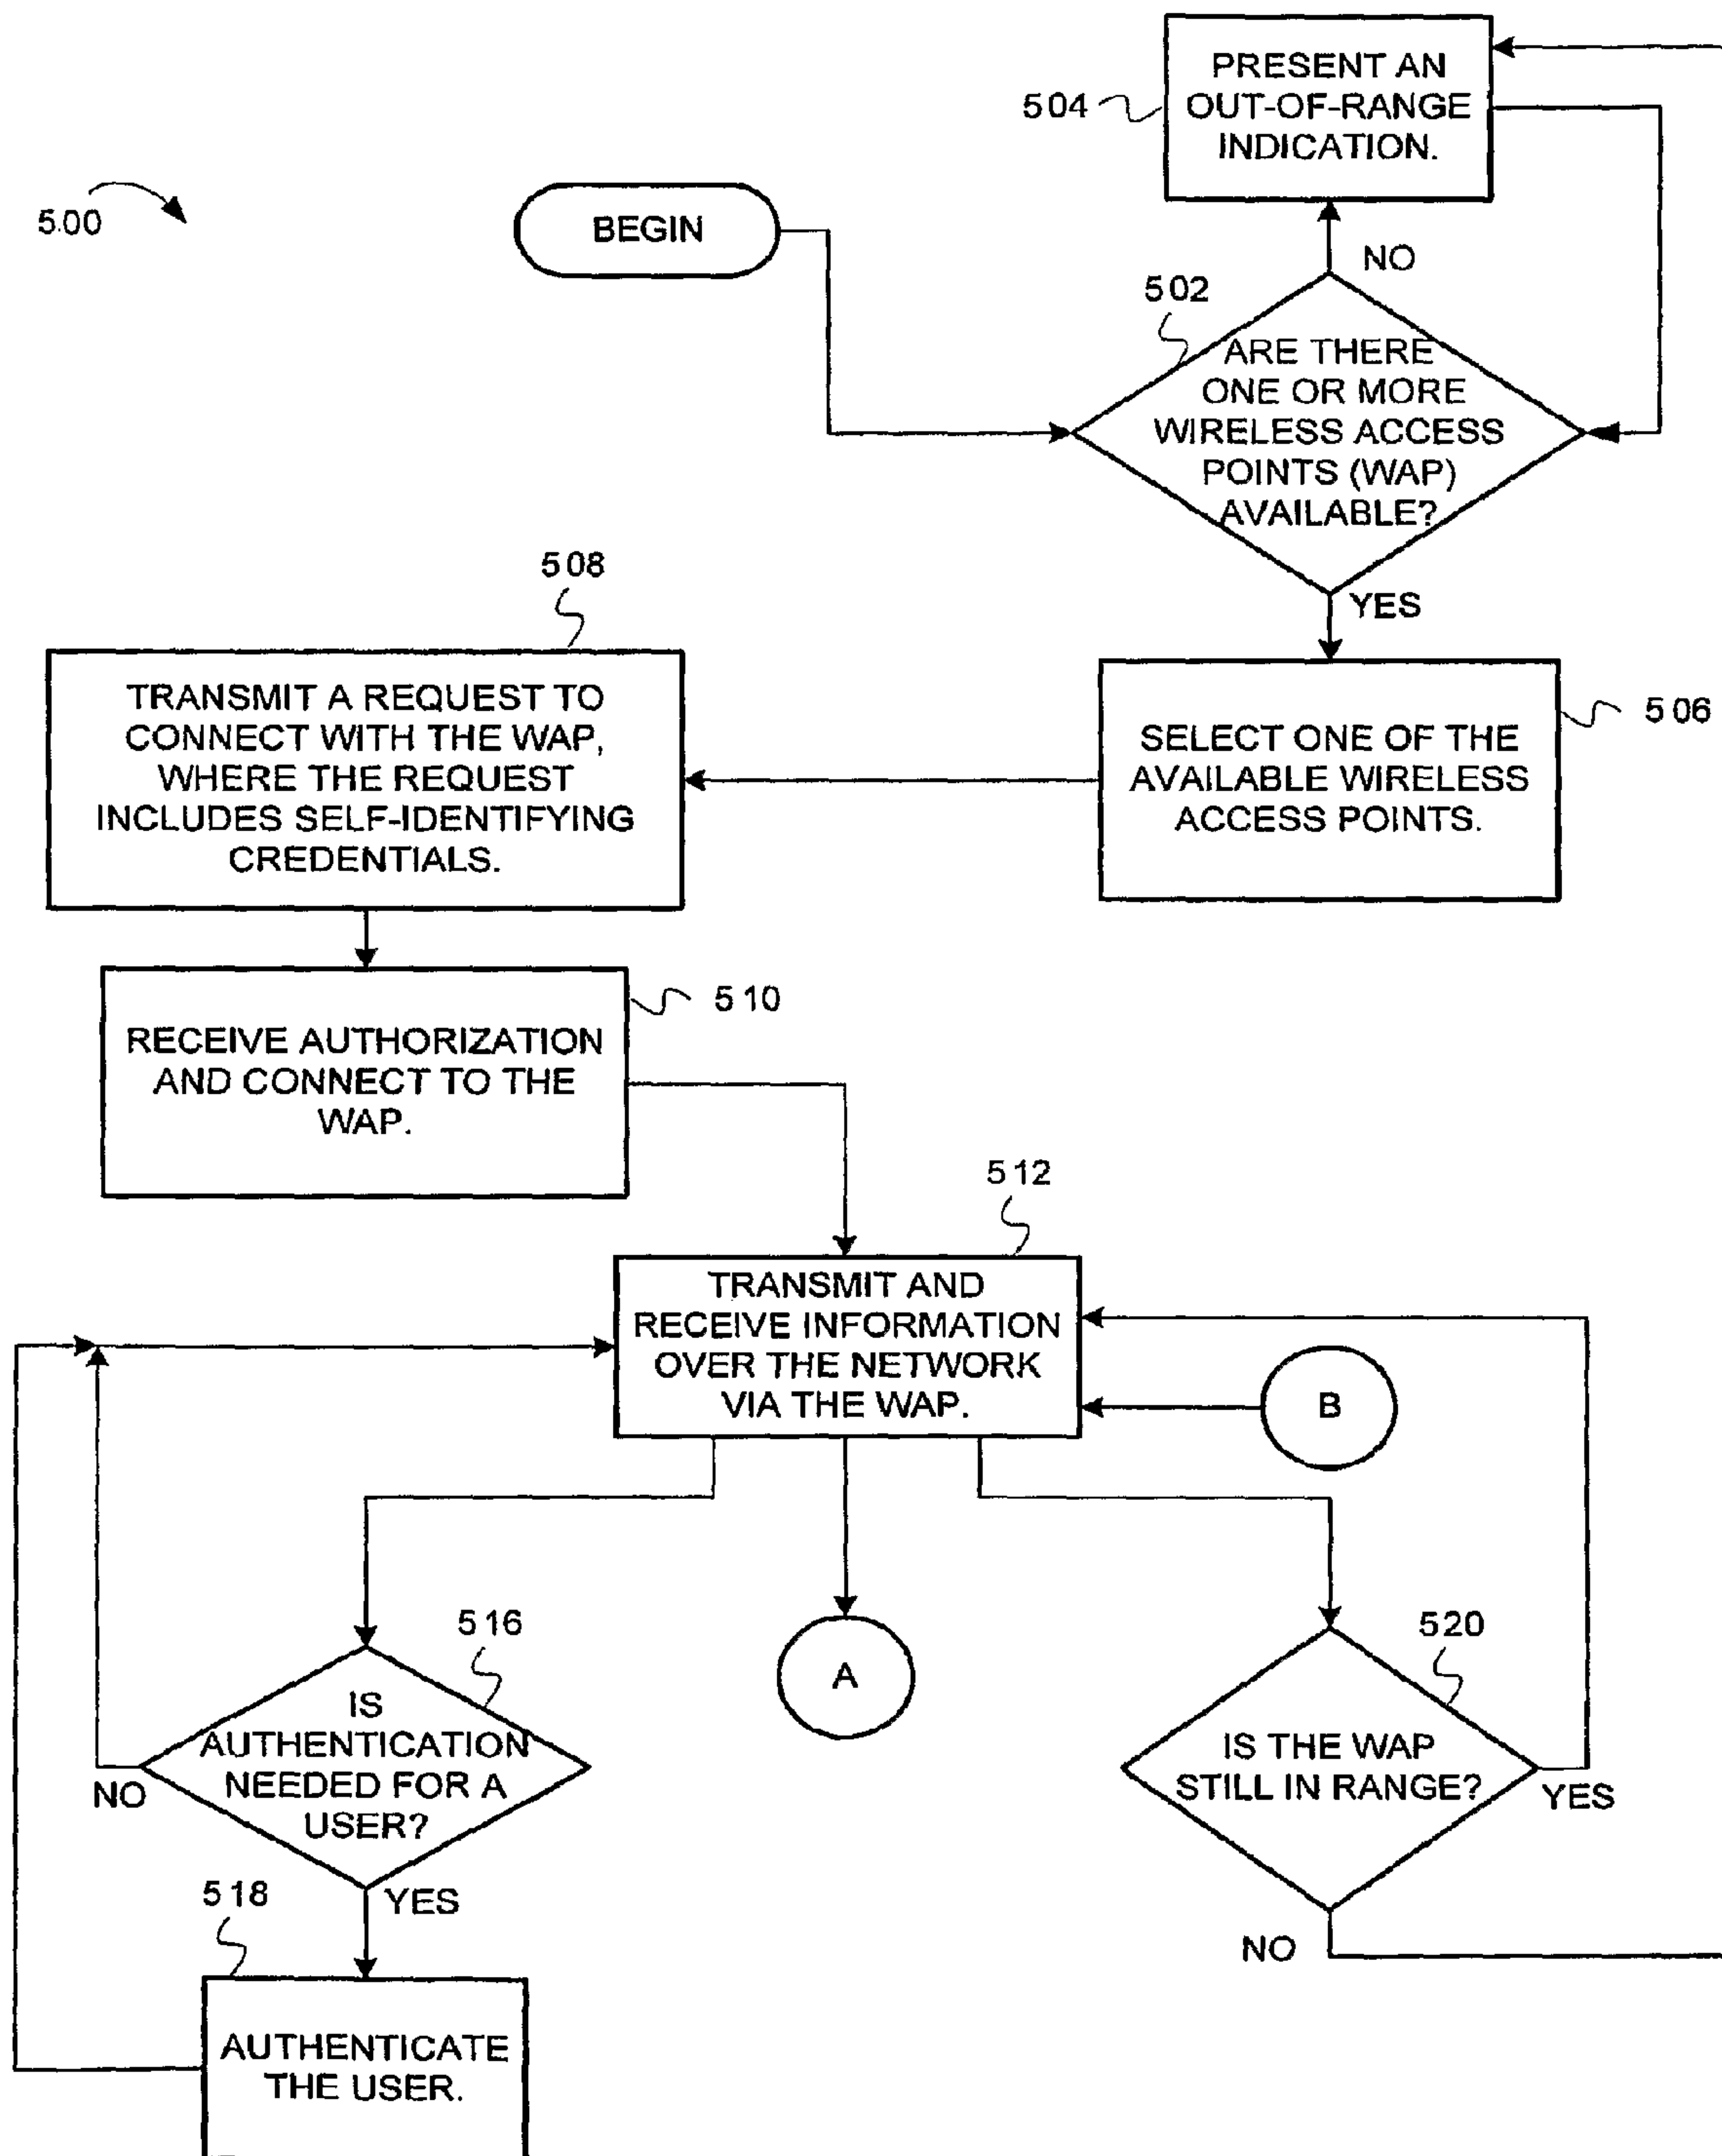 PRESENT AN
OUT-OF-RANGE
INDICATION.
504
500
BEGIN
NO
502
ARE THERE
ONE OR MORE
WIRELESS ACCESS
POINTS (WAP)
AVAILABLE?
YES
508
TRANSMIT A REQUEST TO
CONNECT WITH THE WAP,
WHERE THE REQUEST
INCLUDES SELF-IDENTIFYING
CREDENTIALS.
506
SELECT ONE OF THE
AVAILABLE WIRELESS
ACCESS POINTS.
510
RECEIVE AUTHORIZATION
AND CONNECT TO THE
WAP.
512
TRANSMIT AND
RECEIVE INFORMATION
OVER THE NETWORK
VIA THE WAP.
B
A
516
IS
AUTHENTICATION
NEEDED FOR A
USER?
NO
YES
520
IS THE WAP
STILL IN RANGE?
YES
NO
518
AUTHENTICATE
THE USER.